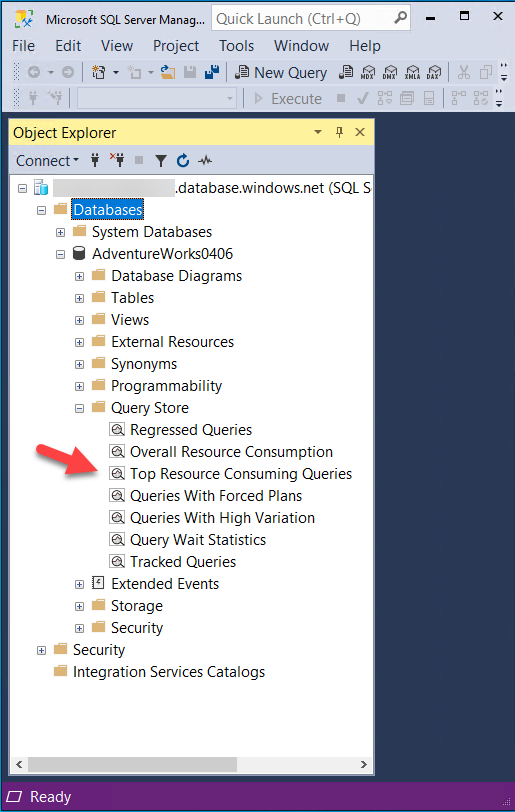 Microsoft SQL Server Manag...
Quick Launch (Ctrl+Q)
File Edit View Project Tools Window Help
New Query MDX DMX XMLA DAX
Execute
Object Explorer
Connect
.database.windows.net (SQL S
Databases
System Databases
AdventureWorks0406
Database Diagrams
Tables
Views
External Resources
Synonyms
Programmability
Query Store
Regressed Queries
Overall Resource Consumption
Top Resource Consuming Queries
Queries With Forced Plans
Queries With High Variation
Query Wait Statistics
Tracked Queries
Extended Events
Storage
Security
Security
Integration Services Catalogs
Ready